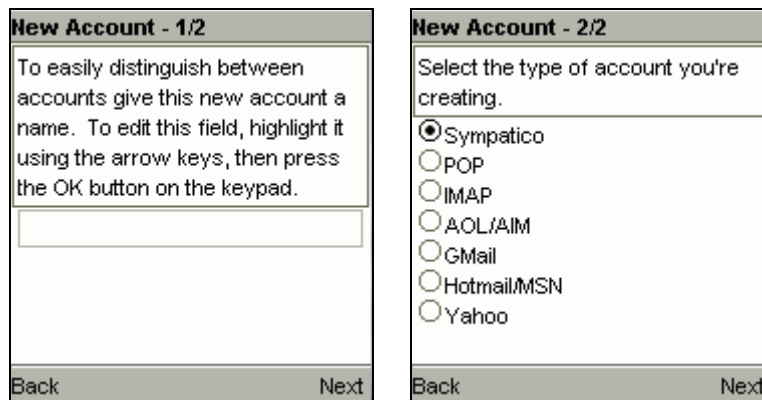 New Account - 1/2
To easily distinguish between
accounts give this new account a
name.  To edit this field, highlight it
using the arrow keys, then press
the OK button on the keypad.
Back Next
New Account - 2/2
Select the type of account you're
creating.
Sympatico
POP
IMAP
AOL/AIM
GMail
Hotmail/MSN
Yahoo
Back Next